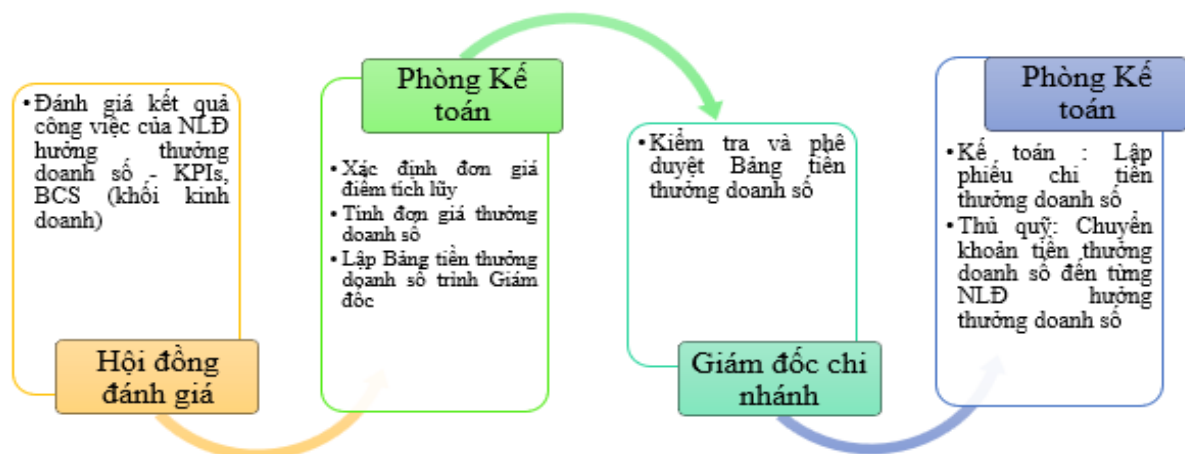 • Đánh giá kết quả
công việc của NLĐ
hưởng thưởng
doanh số - KPIs,
BCS (khối kinh
doanh)
Hội đồng
đánh giá
Phòng Kế
toán
• Xác định đơn giá
điểm tích lũy
• Tính đơn giá thưởng
doanh số
• Lập Bảng tiền thưởng
doanh số trình Giám
đốc
• Kiểm tra và phê
duyệt Bảng tiền
thưởng doanh số
Giám đốc chi
nhánh
Phòng Kế
toán
• Kế toán : Lập
phiếu chi tiền
thưởng doanh số
• Thủ quỹ: Chuyển
khoản tiền thưởng
doanh số đến từng
NLĐ hưởng
thưởng doanh số